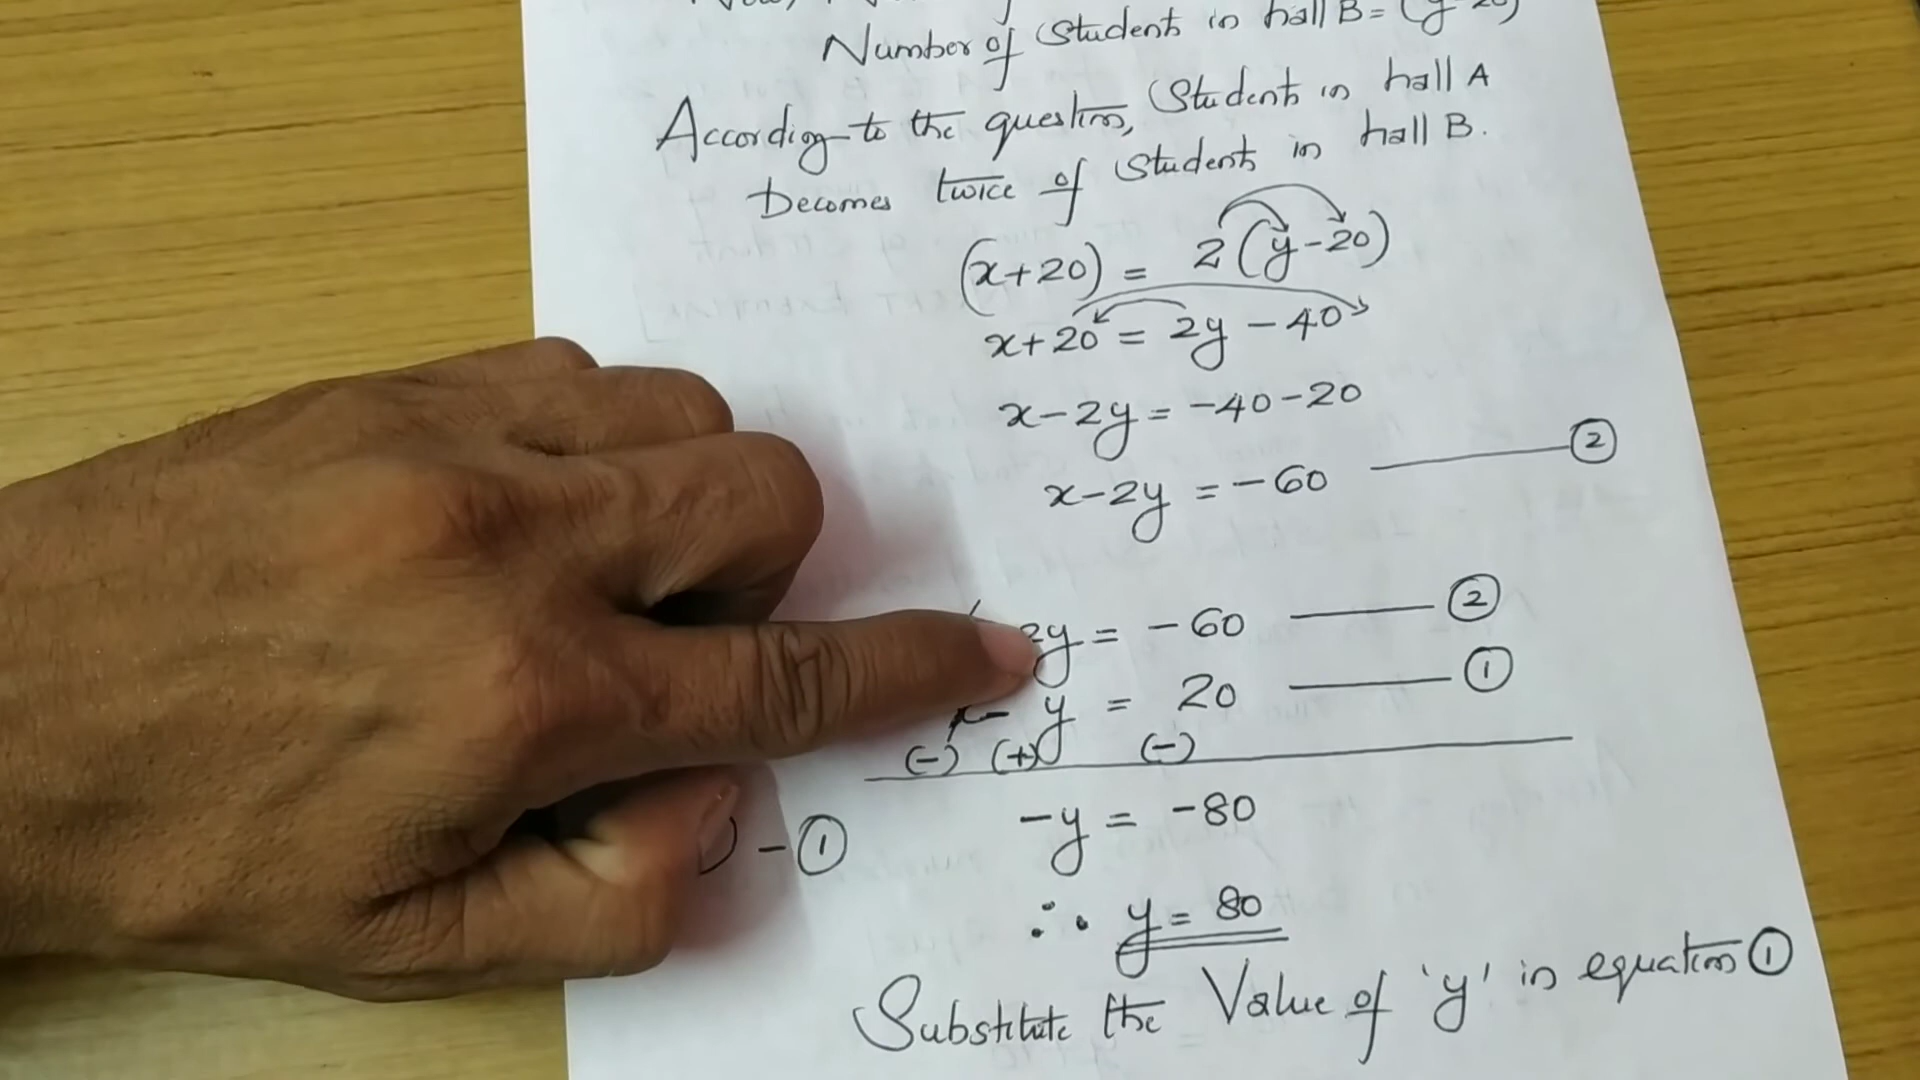 Number of Students in hall B = (y-20)
According to the question, Students in hall A
becomes twice of Students in hall B.
(x+20) = 2(y-20)
x+20 = 2y-40
x-2y = -40-20
x-2y = -60 ②
2y = -60 ②
x- y = 20 ①
(-) (+) (-)
-y = -80
-①
∴ y = 80
Substitute the Value of 'y' in equation ①